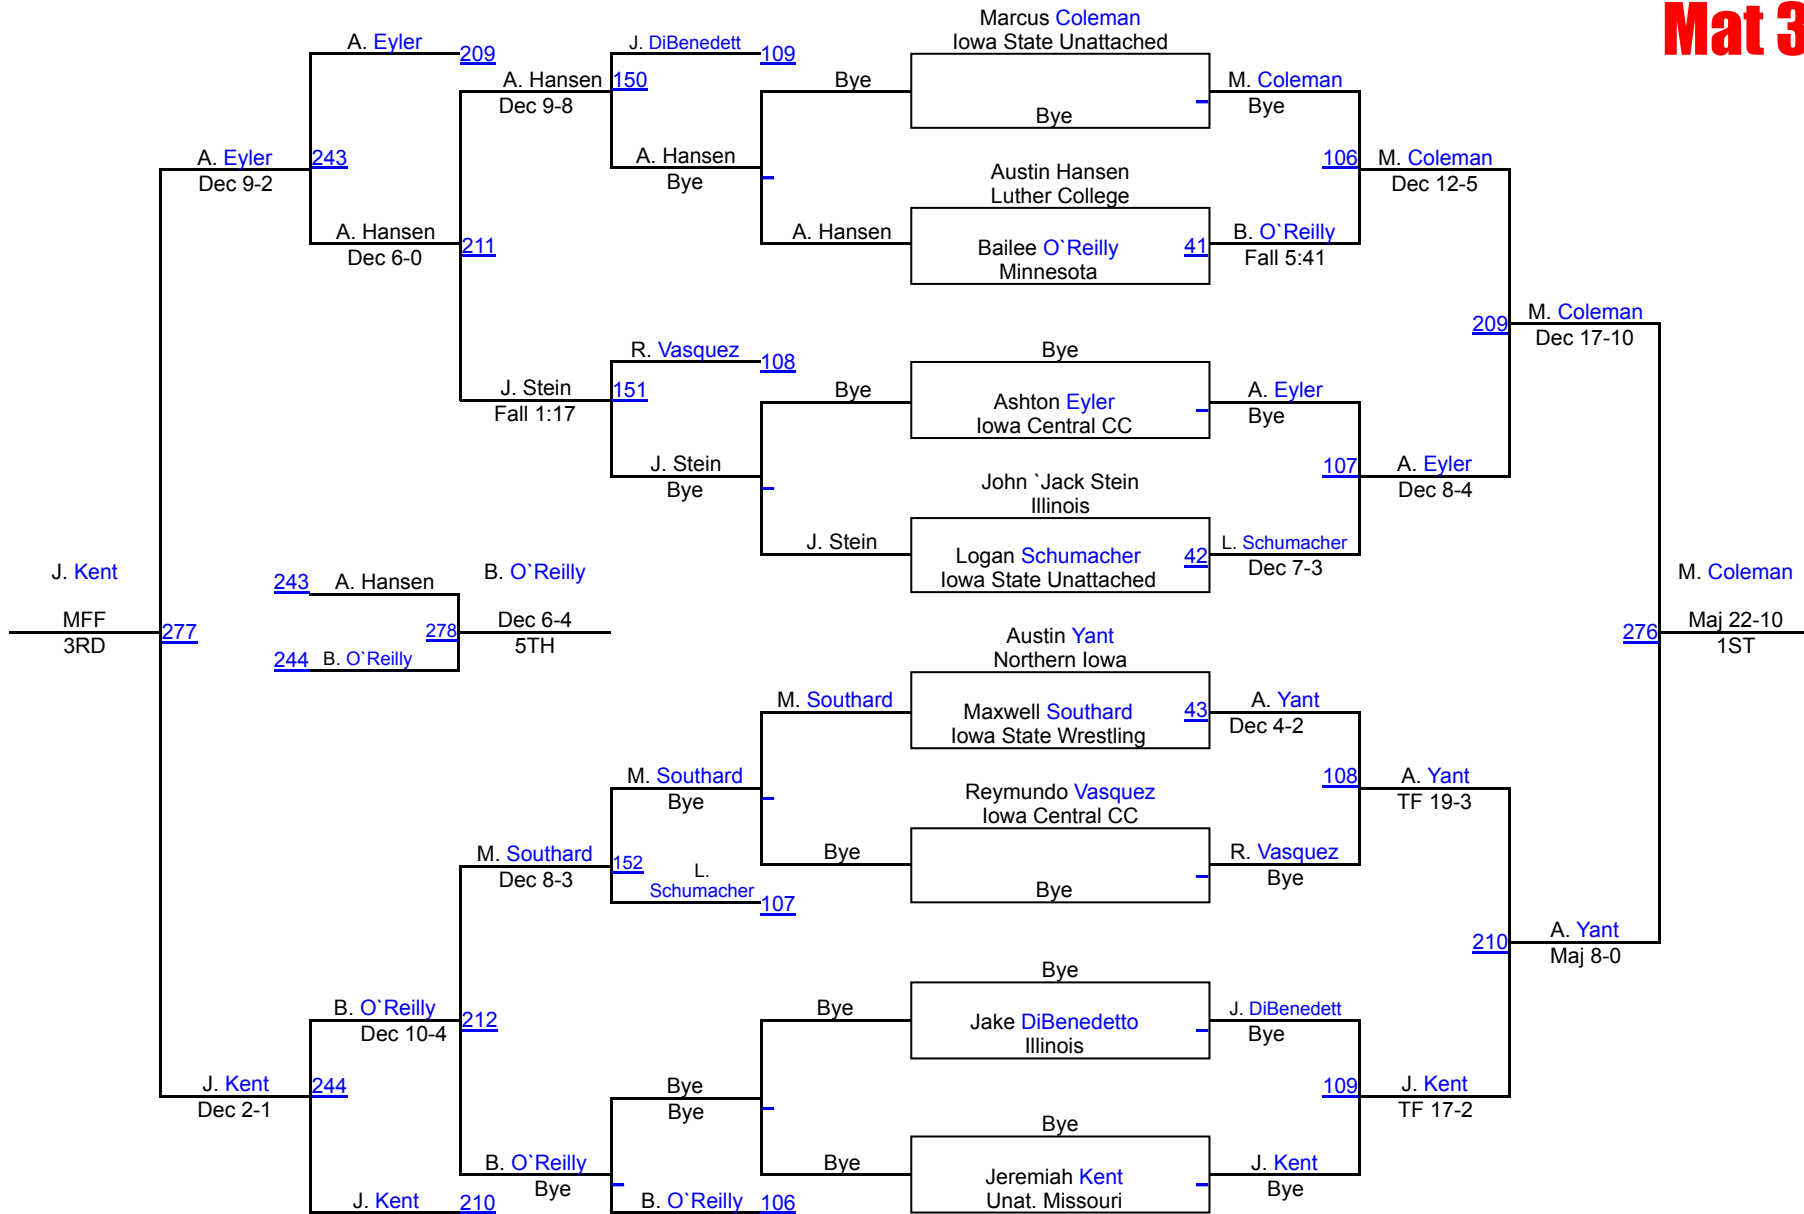 Mat 3
Marcus Coleman
Iowa State Unattached
Bye
Austin Hansen
Luther College
Bailee O`Reilly
Minnesota
41
Bye
Ashton Eyler
Iowa Central CC
John `Jack Stein
Illinois
Logan Schumacher
Iowa State Unattached
42
Austin Yant
Northern Iowa
Maxwell Southard
Iowa State Wrestling
43
Reymundo Vasquez
Iowa Central CC
Bye
Bye
Jake DiBenedetto
Illinois
Bye
Jeremiah Kent
Unat. Missouri
M. Coleman
Bye
106
B. O`Reilly
Fall 5:41
A. Eyler
Bye
107
L. Schumacher
Dec 7-3
A. Yant
Dec 4-2
108
R. Vasquez
Bye
J. DiBenedett
Bye
109
J. Kent
Bye
M. Coleman
Dec 12-5
209
A. Eyler
Dec 8-4
A. Yant
TF 19-3
210
J. Kent
TF 17-2
M. Coleman
Dec 17-10
276
A. Yant
Maj 8-0
M. Coleman
Maj 22-10
1ST
Bye
A. Hansen
Bye
J. Stein
M. Southard
Bye
Bye
Bye
J. DiBenedett
109
150
A. Hansen
Bye
R. Vasquez
108
151
J. Stein
Bye
M. Southard
Bye
152
L.
Schumacher
107
Bye
Bye
B. O`Reilly
106
A. Hansen
Dec 9-8
211
J. Stein
Fall 1:17
M. Southard
Dec 8-3
212
B. O`Reilly
Bye
A. Eyler
209
243
A. Hansen
Dec 6-0
B. O`Reilly
Dec 10-4
244
J. Kent
210
A. Eyler
Dec 9-2
277
J. Kent
Dec 2-1
J. Kent
MFF
3RD
243
A. Hansen
278
244
B. O`Reilly
B. O`Reilly
Dec 6-4
5TH